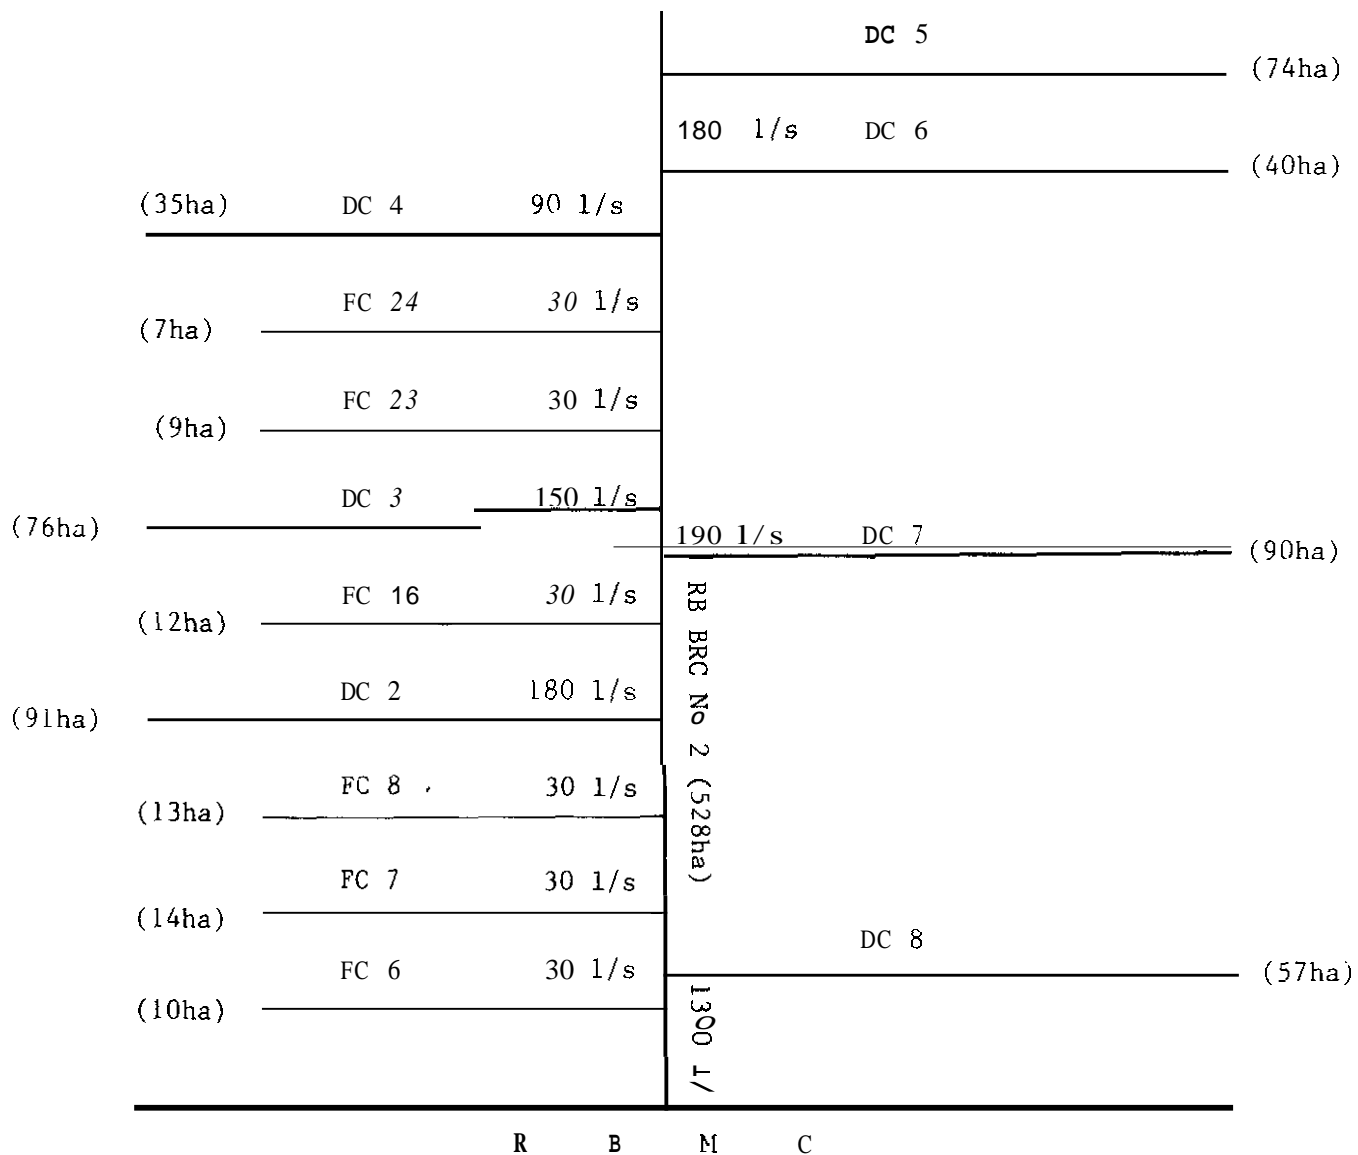 DC 5
(74ha)
180 l/s DC 6
(40ha)
(35ha) DC 4 90 l/s
FC 24 30 l/s
(7ha)
FC 23 30 l/s
(9ha)
DC 3 150 l/s
(76ha)
190 l/s DC 7
(90ha)
FC 16 30 l/s
(12ha)
DC 2 180 l/s
(91ha)
RB BRC No 2 (528ha)
FC 8 30 l/s
(13ha)
FC 7 30 l/s
(14ha)
DC 8
(57ha)
FC 6 30 l/s
(10ha)
1300 l/
R B M C